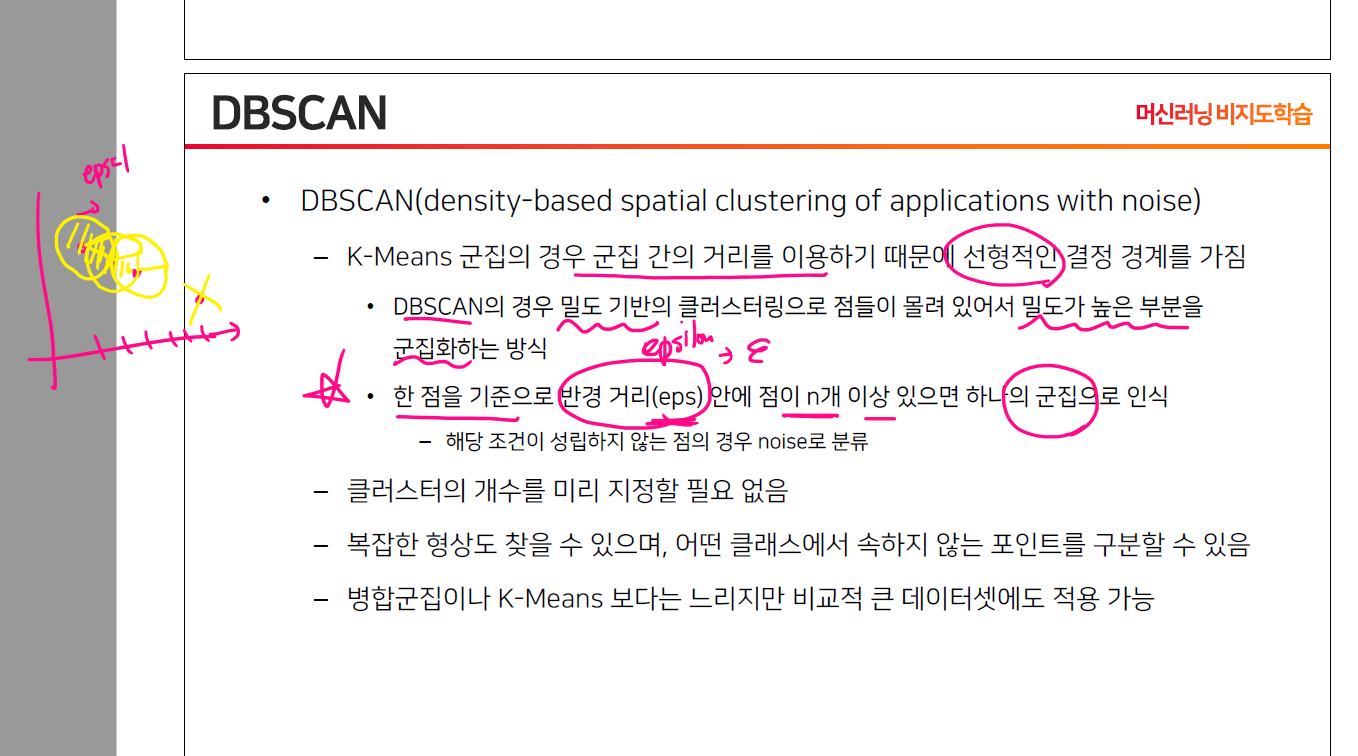 DBSCAN
머신러닝 비지도학습
eps=1
• DBSCAN(density-based spatial clustering of applications with noise)
– K-Means 군집의 경우 군집 간의 거리를 이용하기 때문에 선형적인 결정 경계를 가짐
• DBSCAN의 경우 밀도 기반의 클러스터링으로 점들이 몰려 있어서 밀도가 높은 부분을
군집화하는 방식
epsilon → ε
• 한 점을 기준으로 반경 거리(eps) 안에 점이 n개 이상 있으면 하나의 군집으로 인식
– 해당 조건이 성립하지 않는 점의 경우 noise로 분류
– 클러스터의 개수를 미리 지정할 필요 없음
– 복잡한 형상도 찾을 수 있으며, 어떤 클래스에서 속하지 않는 포인트를 구분할 수 있음
– 병합군집이나 K-Means 보다는 느리지만 비교적 큰 데이터셋에도 적용 가능